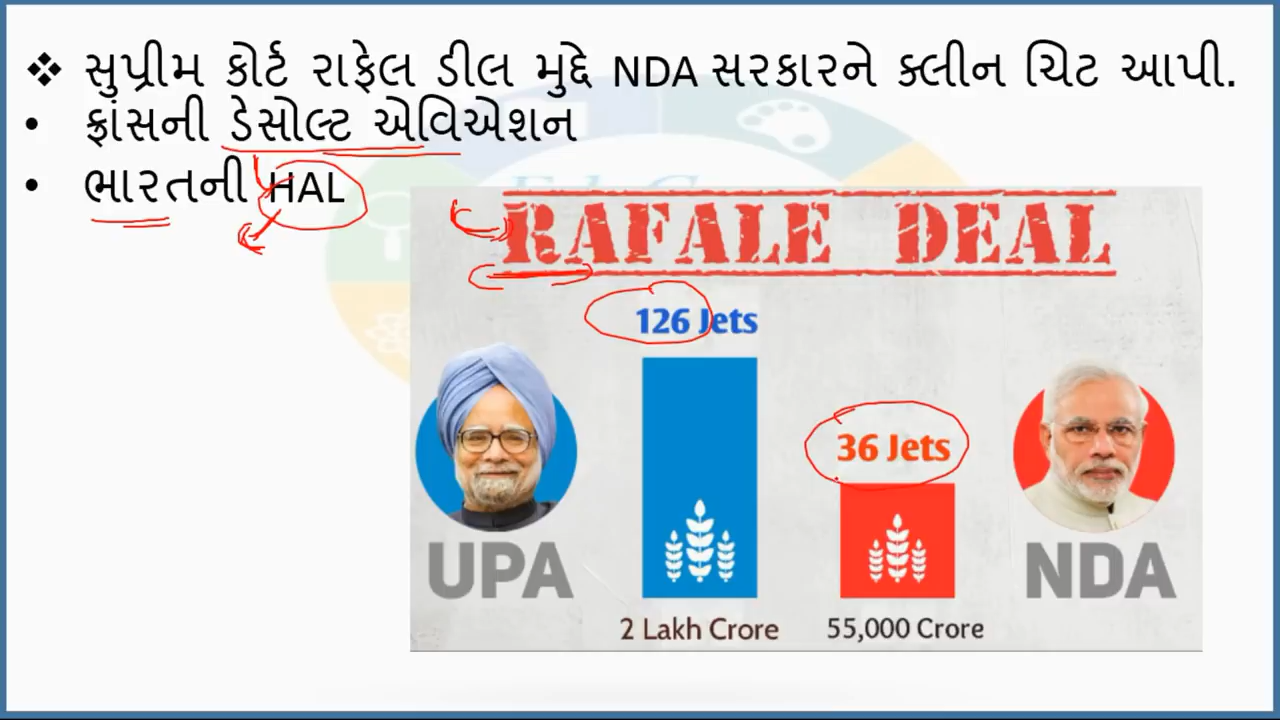 ❖ સુપ્રીમ કોર્ટ રાફેલ ડીલ મુદ્દે NDA સરકારને ક્લીન ચિટ આપી.
• ફ્રાંસની ડેસોલ્ટ એવિએશન
• ભારતની HAL
RAFALE DEAL
126 Jets
36 Jets
UPA
NDA
2 Lakh Crore
55,000 Crore